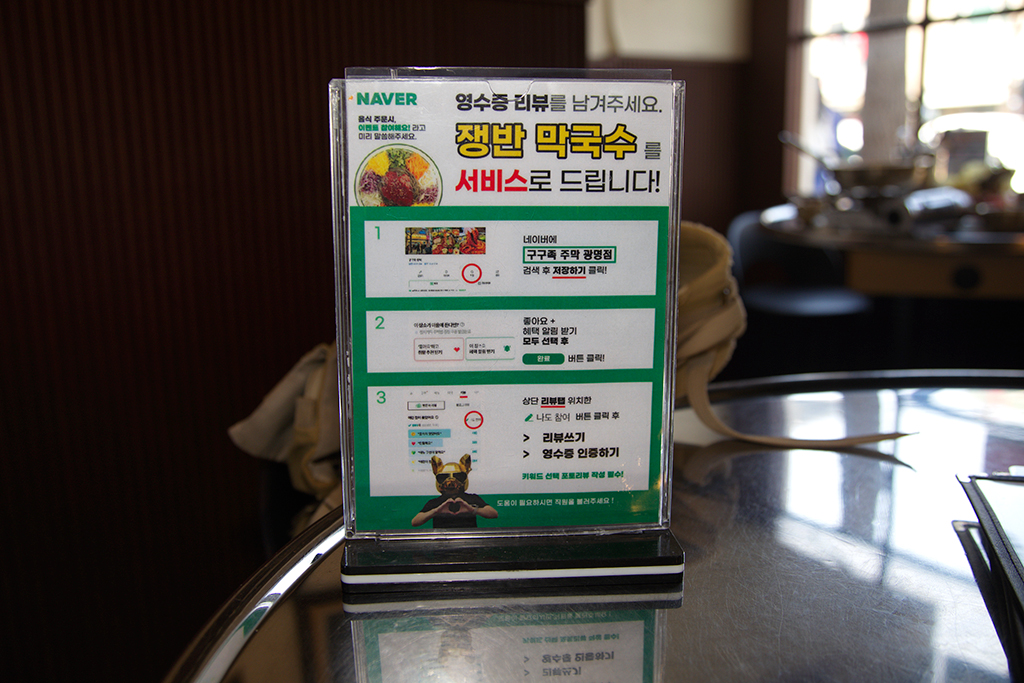 NAVER
음식 주문시,
이벤트 참여해요! 라고
미리 말씀해주세요.
영수증 리뷰를 남겨주세요.
쟁반 막국수를
서비스로 드립니다!
1
네이버에
구구족 주막 광명점
검색 후 저장하기 클릭!
2
좋아요 +
혜택 알림 받기
모두 선택 후
완료 버튼 클릭!
3
상단 리뷰탭 위치한
나도 참여 버튼 클릭 후
> 리뷰쓰기
> 영수증 인증하기
키워드 선택 포토리뷰 작성 필수!
도움이 필요하시면 직원을 불러주세요!